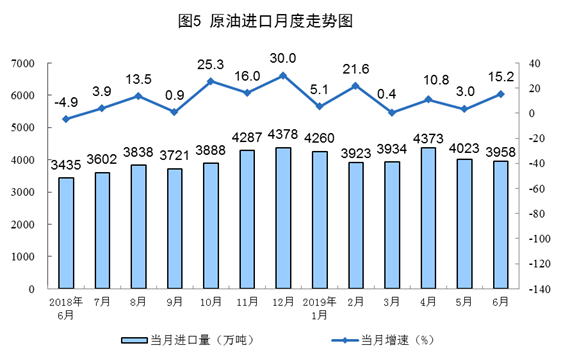 图5 原油进口月度走势图
7000 6000 5000 4000 3000 2000 1000 0
-4.9 3.9 13.5 0.9 25.3 16.0 30.0 5.1 21.6 0.4 10.8 3.0 15.2
3435 3602 3838 3721 3888 4287 4378 4260 3923 3934 4373 4023 3958
40 20 0 -20 -40 -60 -80 -100 -120 -140
2018年 7月 8月 9月 10月 11月 12月 2019年 2月 3月 4月 5月 6月
6月 1月
当月进口量（万吨） 当月增速（%）